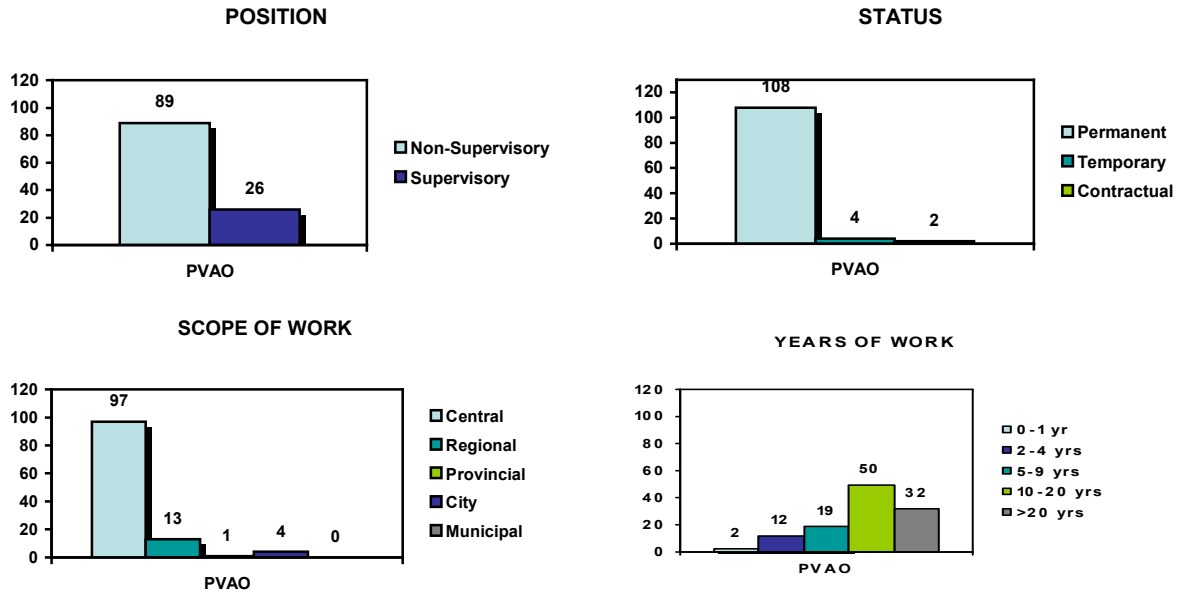 POSITION
120
100
80
60
40
20
0
89
26
PVAO
Non-Supervisory
Supervisory
STATUS
120
100
80
60
40
20
0
108
4
2
PVAO
Permanent
Temporary
Contractual
SCOPE OF WORK
120
100
80
60
40
20
0
97
13
1
4
0
PVAO
Central
Regional
Provincial
City
Municipal
YEARS OF WORK
120
100
80
60
40
20
0
2
12
19
50
32
PVAO
0-1 yr
2-4 yrs
5-9 yrs
10-20 yrs
>20 yrs